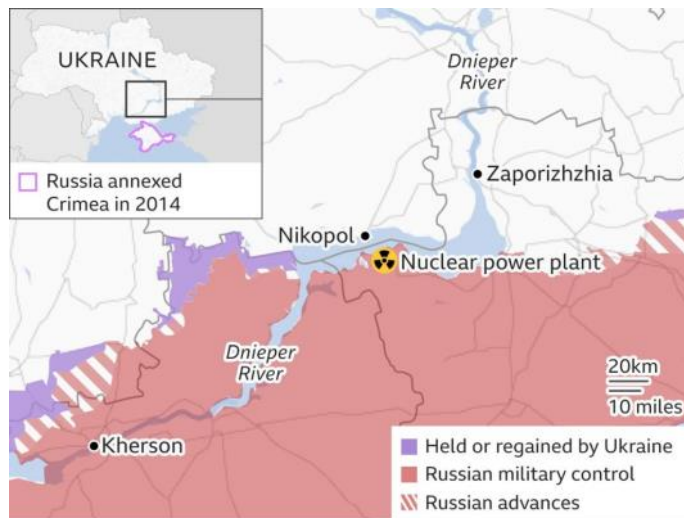 UKRAINE
Russia annexed
Crimea in 2014
Dnieper
River
Zaporizhzhia
Nikopol
Nuclear power plant
Dnieper
River
20km
10 miles
Kherson
Held or regained by Ukraine
Russian military control
Russian advances